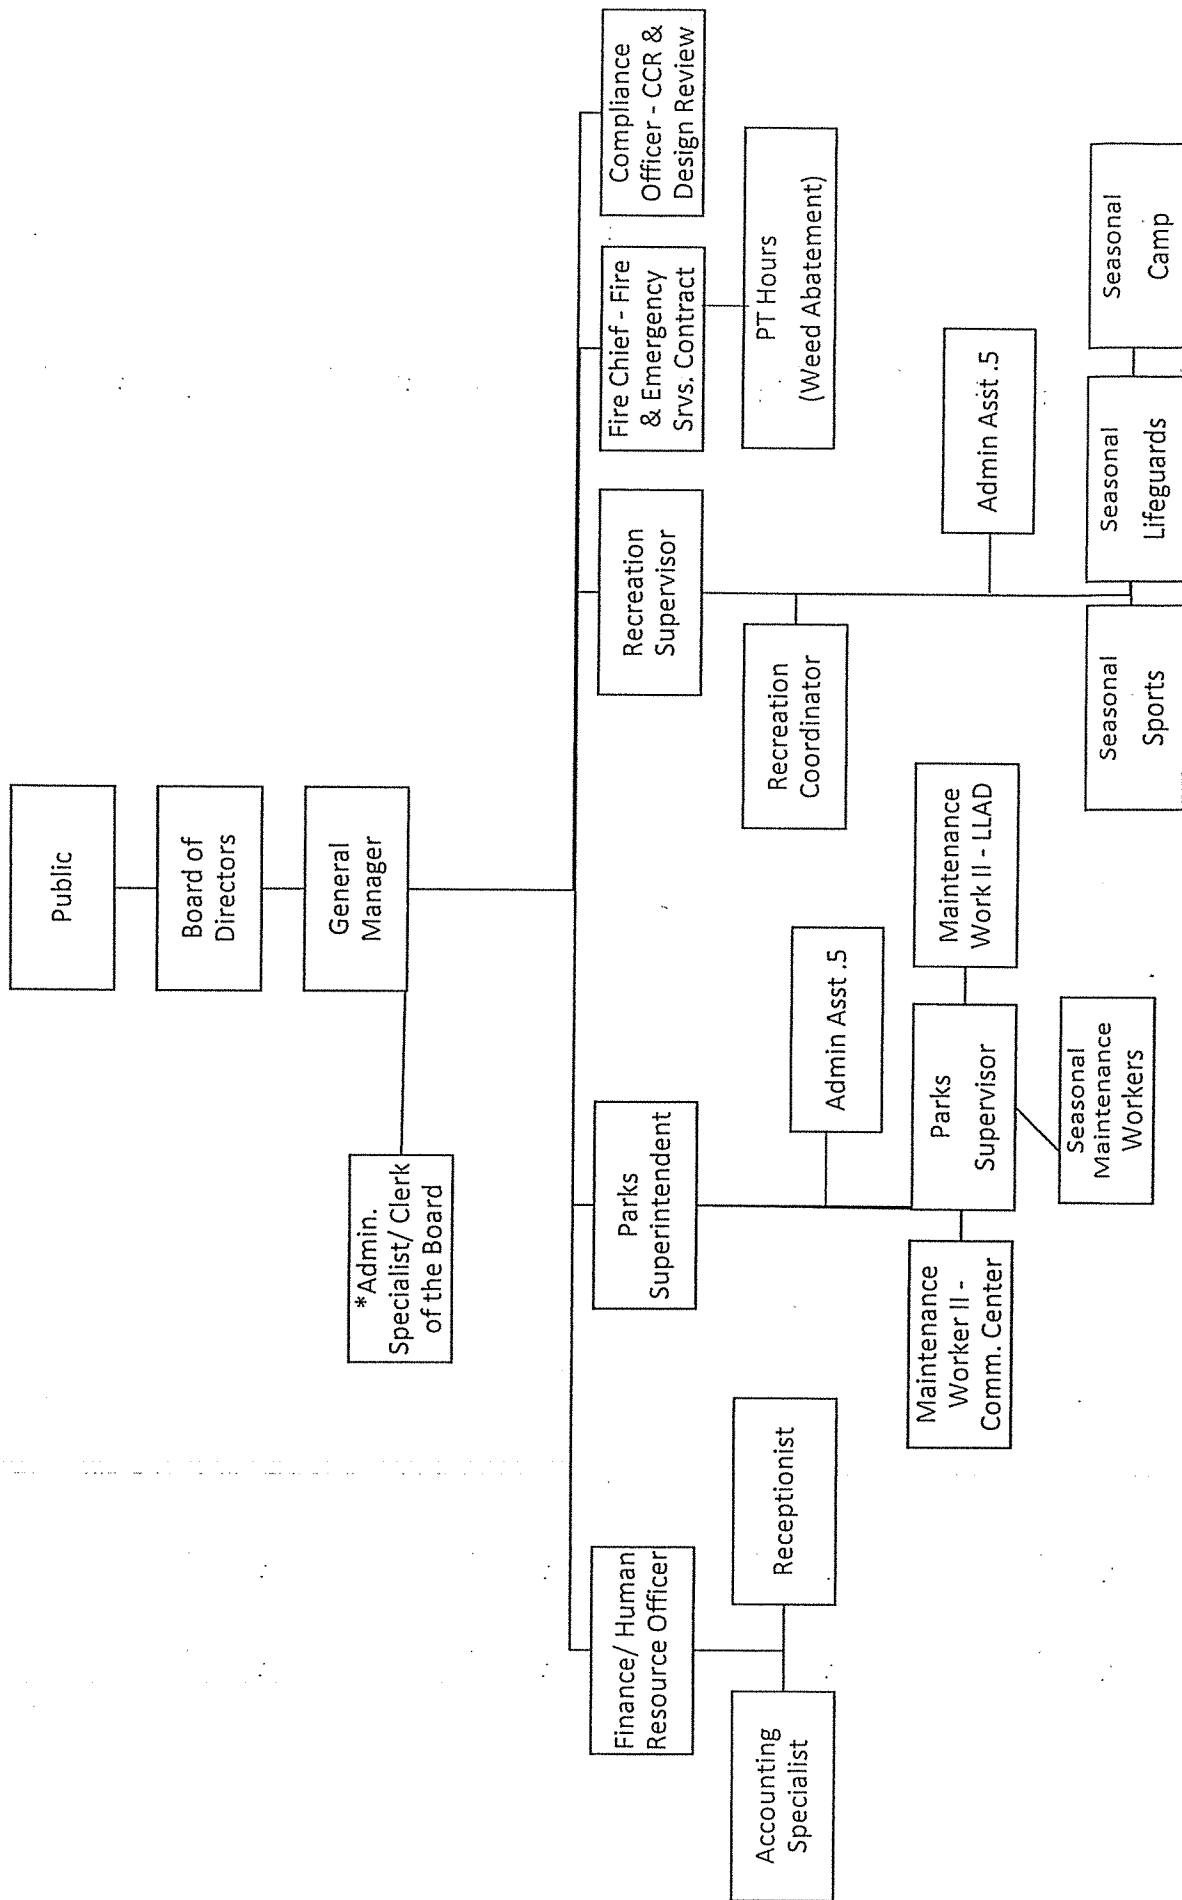 Public
Board of
Directors
General
Manager
*Admin.
Specialist/ Clerk
of the Board
Finance/ Human
Resource Officer
Accounting
Specialist
Receptionist
Parks
Superintendent
Admin Asst .5
Maintenance
Worker II -
Comm. Center
Parks
Supervisor
Maintenance
Work II - LLAD
Seasonal
Maintenance
Workers
Recreation
Supervisor
Recreation
Coordinator
Admin Asst .5
Seasonal
Sports
Seasonal
Lifeguards
Seasonal
Camp
Fire Chief - Fire
& Emergency
Srvs. Contract
PT Hours
(Weed Abatement)
Compliance
Officer - CCR &
Design Review